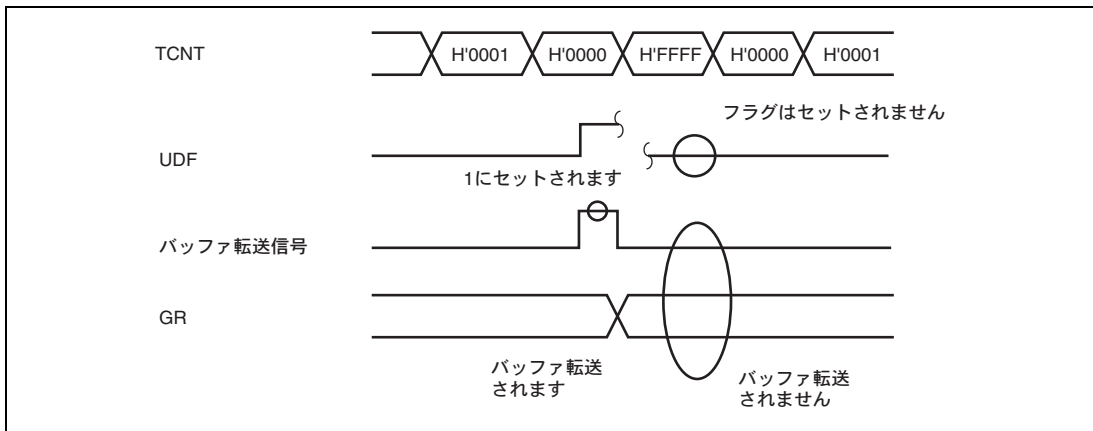 TCNT
H'0001 H'0000 H'FFFF H'0000 H'0001
フラグはセットされません
UDF
1にセットされます
バッファ転送信号
GR
バッファ転送
されます
バッファ転送
されません